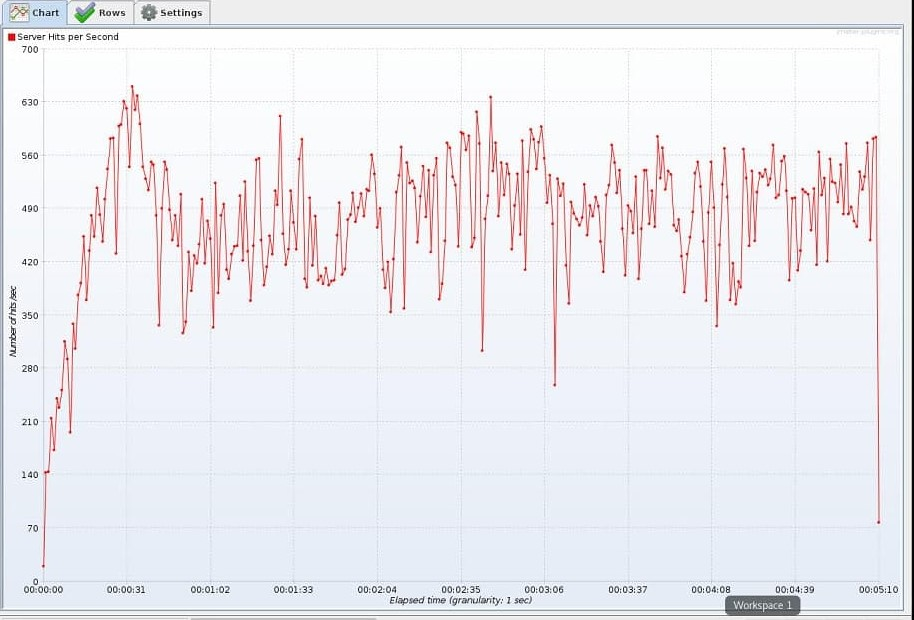 Chart Rows Settings
Server Hits per Second
jmeter-plugins.org
700
630
560
490
420
350
280
210
140
70
0
Number of hits /sec
00:00:00 00:00:31 00:01:02 00:01:33 00:02:04 00:02:35 00:03:06 00:03:37 00:04:08 00:04:39 00:05:10
Elapsed time (granularity: 1 sec)
Workspace 1